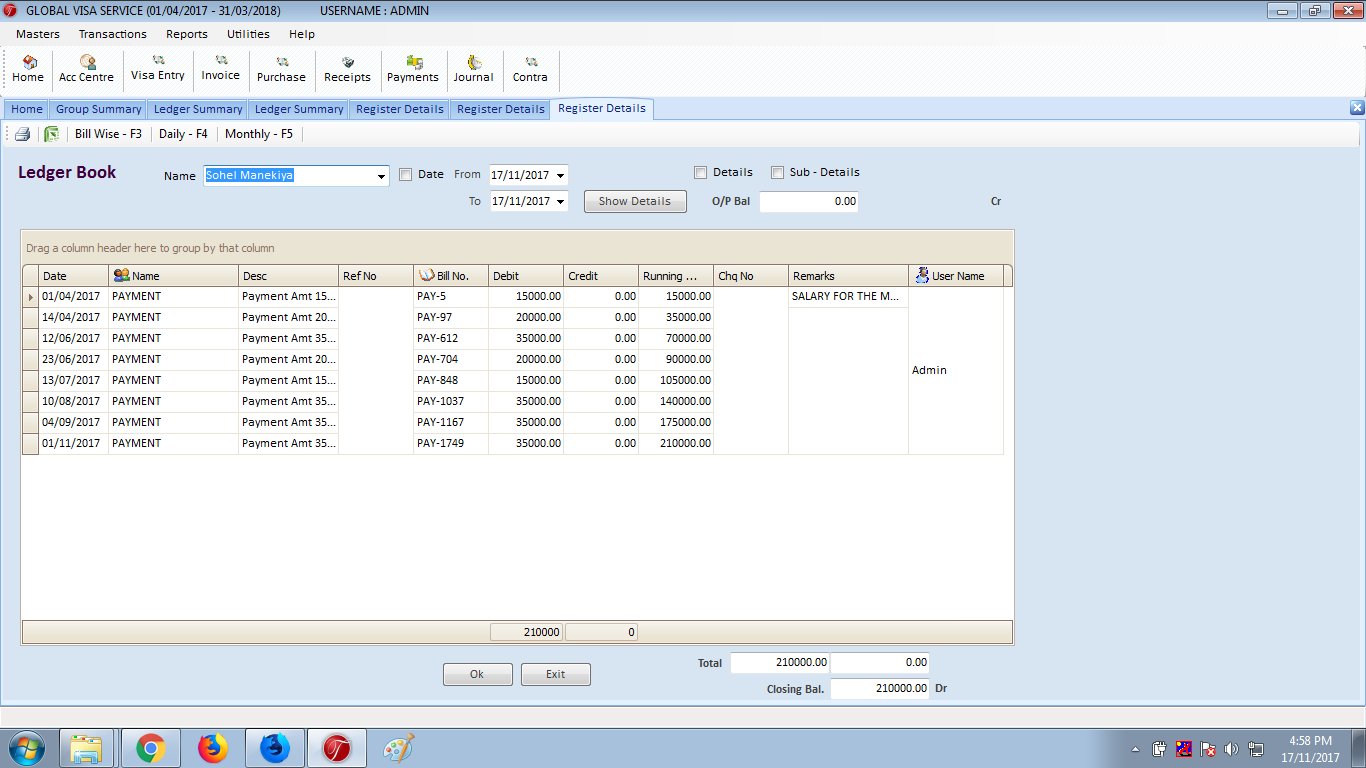 GLOBAL VISA SERVICE (01/04/2017 - 31/03/2018) USERNAME : ADMIN
Masters Transactions Reports Utilities Help
Home Acc Centre Visa Entry Invoice Purchase Receipts Payments Journal Contra
Home Group Summary Ledger Summary Ledger Summary Register Details Register Details Register Details
Bill Wise - F3 Daily - F4 Monthly - F5
Ledger Book Name Sohel Manekiya Date From 17/11/2017 Details Sub - Details
To 17/11/2017 Show Details O/P Bal 0.00 Cr
Drag a column header here to group by that column
Date Name Desc Ref No Bill No. Debit Credit Running ... Chq No Remarks User Name
01/04/2017 PAYMENT Payment Amt 15... PAY-5 15000.00 0.00 15000.00 SALARY FOR THE M...
14/04/2017 PAYMENT Payment Amt 20... PAY-97 20000.00 0.00 35000.00
12/06/2017 PAYMENT Payment Amt 35... PAY-612 35000.00 0.00 70000.00
23/06/2017 PAYMENT Payment Amt 20... PAY-704 20000.00 0.00 90000.00
Admin
13/07/2017 PAYMENT Payment Amt 15... PAY-848 15000.00 0.00 105000.00
10/08/2017 PAYMENT Payment Amt 35... PAY-1037 35000.00 0.00 140000.00
04/09/2017 PAYMENT Payment Amt 35... PAY-1167 35000.00 0.00 175000.00
01/11/2017 PAYMENT Payment Amt 35... PAY-1749 35000.00 0.00 210000.00
210000 0
Ok Exit Total 210000.00 0.00
Closing Bal. 210000.00 Dr
4:58 PM
17/11/2017